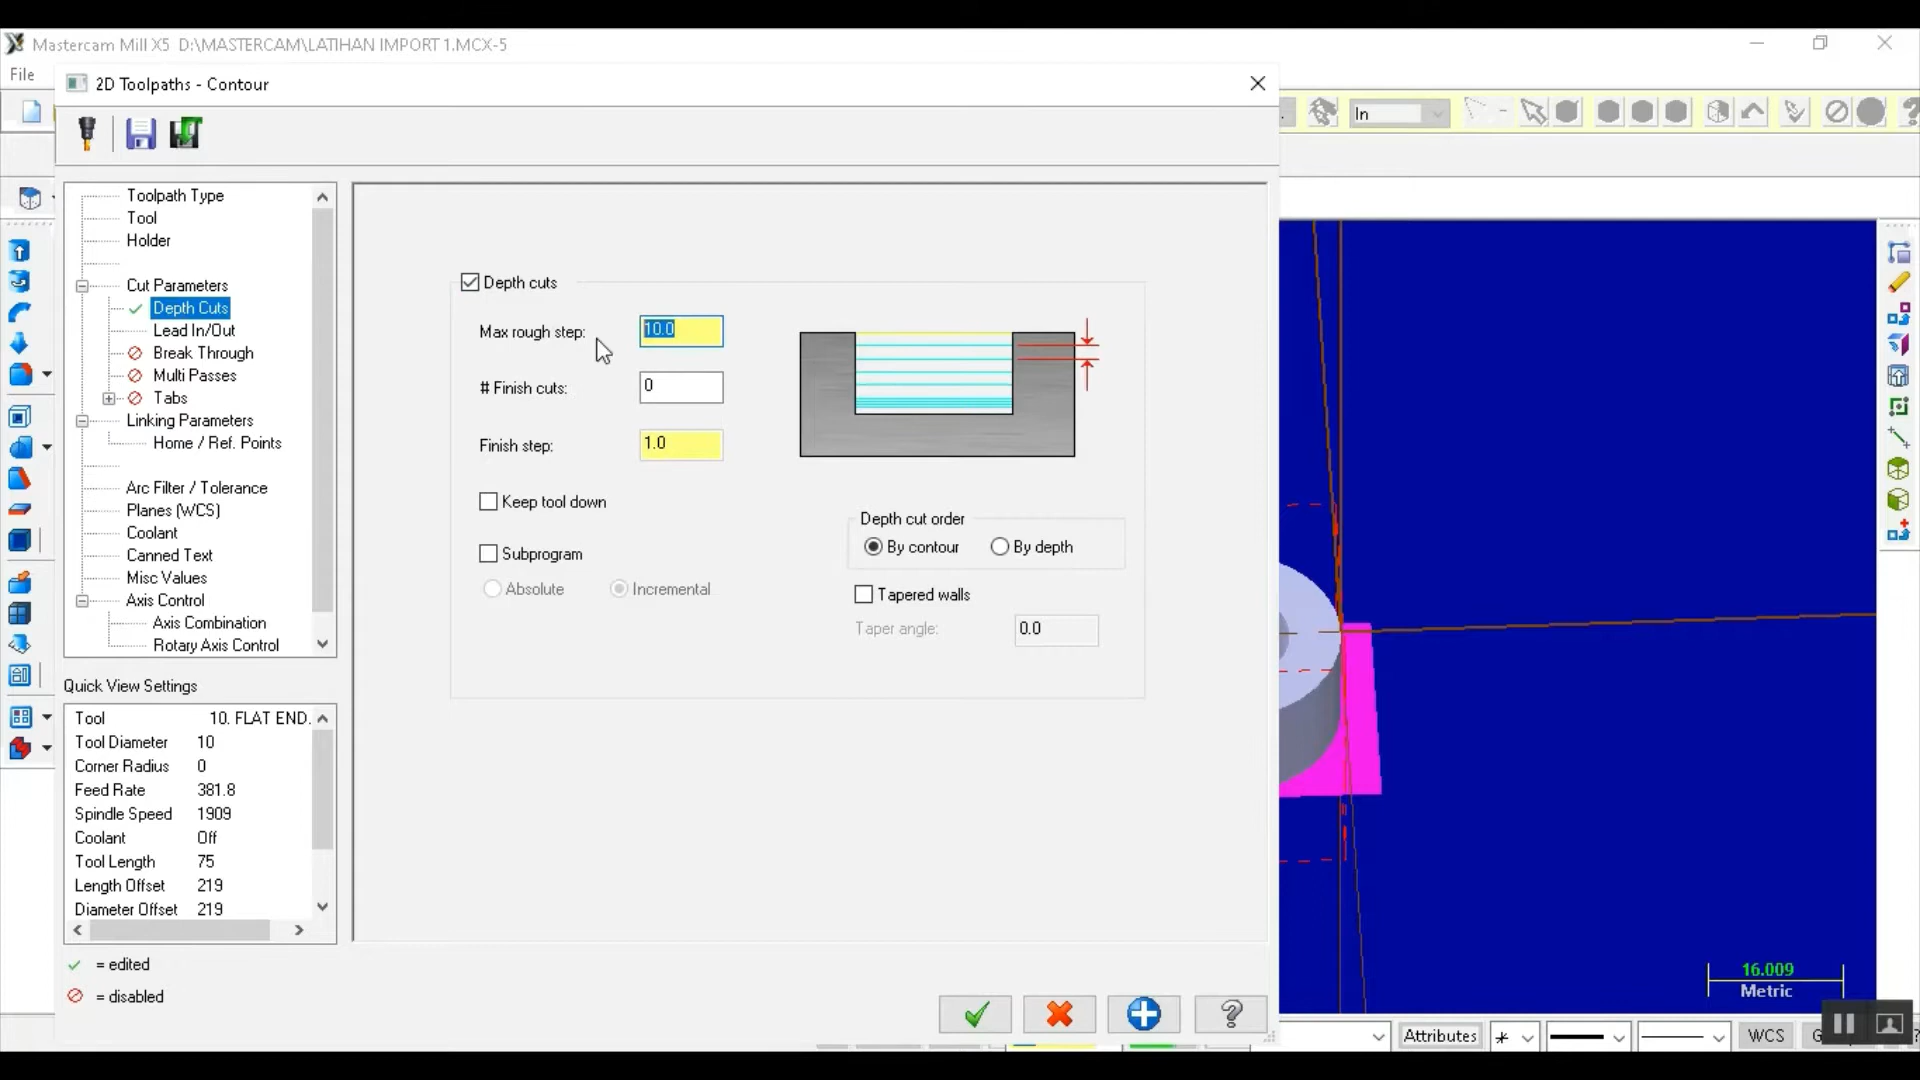 Mastercam Mill X5 D:\MASTERCAM\LATIHAN IMPORT 1.MCX-5
File
2D Toolpaths - Contour
In
Toolpath Type
Tool
Holder
Cut Parameters
Depth Cuts
Lead In/Out
Break Through
Multi Passes
Tabs
Linking Parameters
Home / Ref. Points
Arc Filter / Tolerance
Planes (WCS)
Coolant
Canned Text
Misc Values
Axis Control
Axis Combination
Rotary Axis Control
Depth cuts
Max rough step: 10.0
# Finish cuts: 0
Finish step: 1.0
Keep tool down
Subprogram
Absolute Incremental
Depth cut order
By contour By depth
Tapered walls
Taper angle: 0.0
Quick View Settings
Tool 10. FLAT END.
Tool Diameter 10
Corner Radius 0
Feed Rate 381.8
Spindle Speed 1909
Coolant Off
Tool Length 75
Length Offset 219
Diameter Offset 219
= edited
= disabled
16.009
Metric
Attributes
WCS